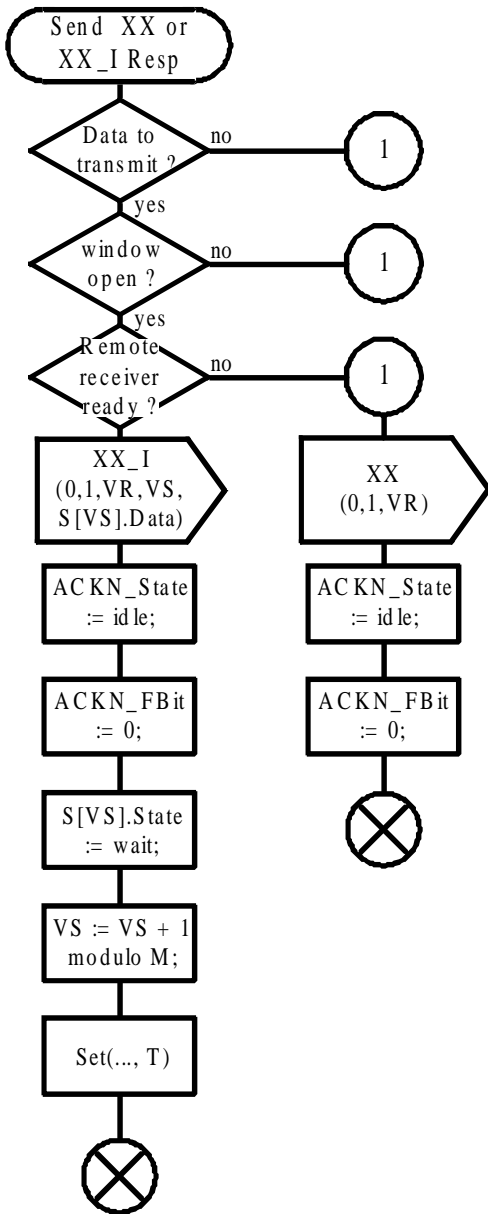 Send XX or
XX_I Resp
Data to
transmit ?
no
1
yes
window
open ?
no
1
yes
Remote
receiver
ready ?
no
1
XX_I
(0,1,VR,VS,
S[VS].Data)
XX
(0,1,VR)
ACKN_State
:= idle;
ACKN_State
:= idle;
ACKN_FBit
:= 0;
ACKN_FBit
:= 0;
S[VS].State
:= wait;
VS := VS + 1
modulo M;
Set(..., T)